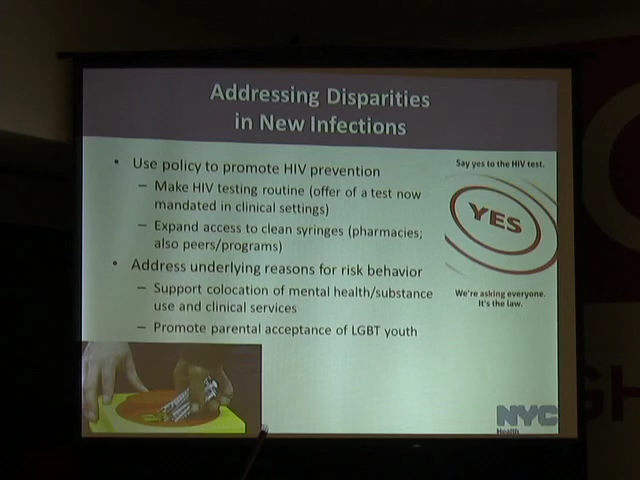 Addressing Disparities
in New Infections
• Use policy to promote HIV prevention
– Make HIV testing routine (offer of a test now
mandated in clinical settings)
– Expand access to clean syringes (pharmacies;
also peers/programs)
• Address underlying reasons for risk behavior
– Support colocation of mental health/substance
use and clinical services
– Promote parental acceptance of LGBT youth
Say yes to the HIV test.
YES
We're asking everyone.
It's the law.
NYC
Health